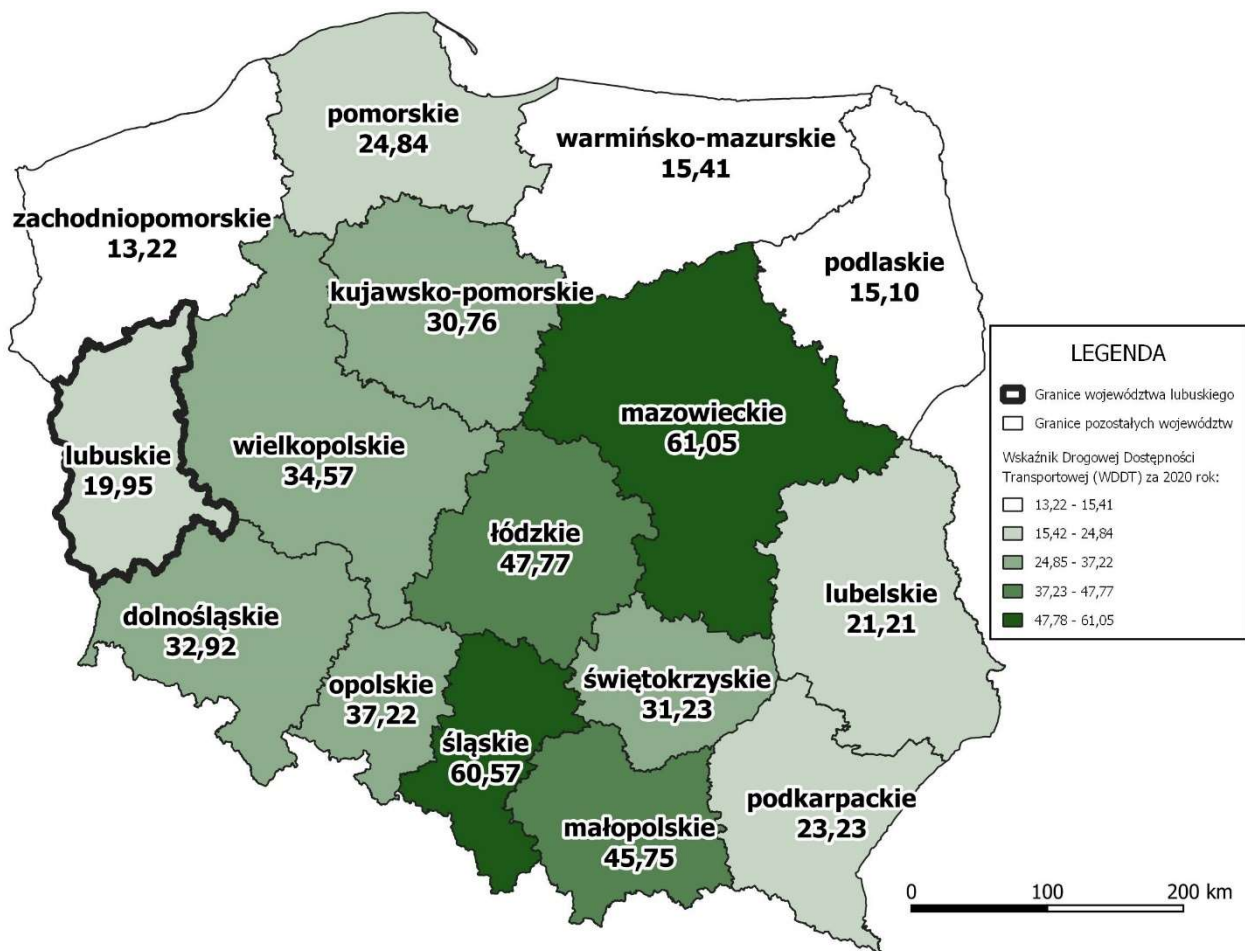 pomorskie
24,84
warmińsko-mazurskie
15,41
zachodniopomorskie
13,22
podlaskie
15,10
kujawsko-pomorskie
30,76
mazowieckie
61,05
wielkopolskie
34,57
lubuskie
19,95
łódzkie
47,77
lubelskie
21,21
dolnośląskie
32,92
opolskie
37,22
świętokrzyskie
31,23
śląskie
60,57
małopolskie
45,75
podkarpackie
23,23
LEGENDA
Granice województwa lubuskiego
Granice pozostałych województw
Wskaźnik Drogowej Dostępności
Transportowej (WDDT) za 2020 rok:
13,22 - 15,41
15,42 - 24,84
24,85 - 37,22
37,23 - 47,77
47,78 - 61,05
0 100 200 km